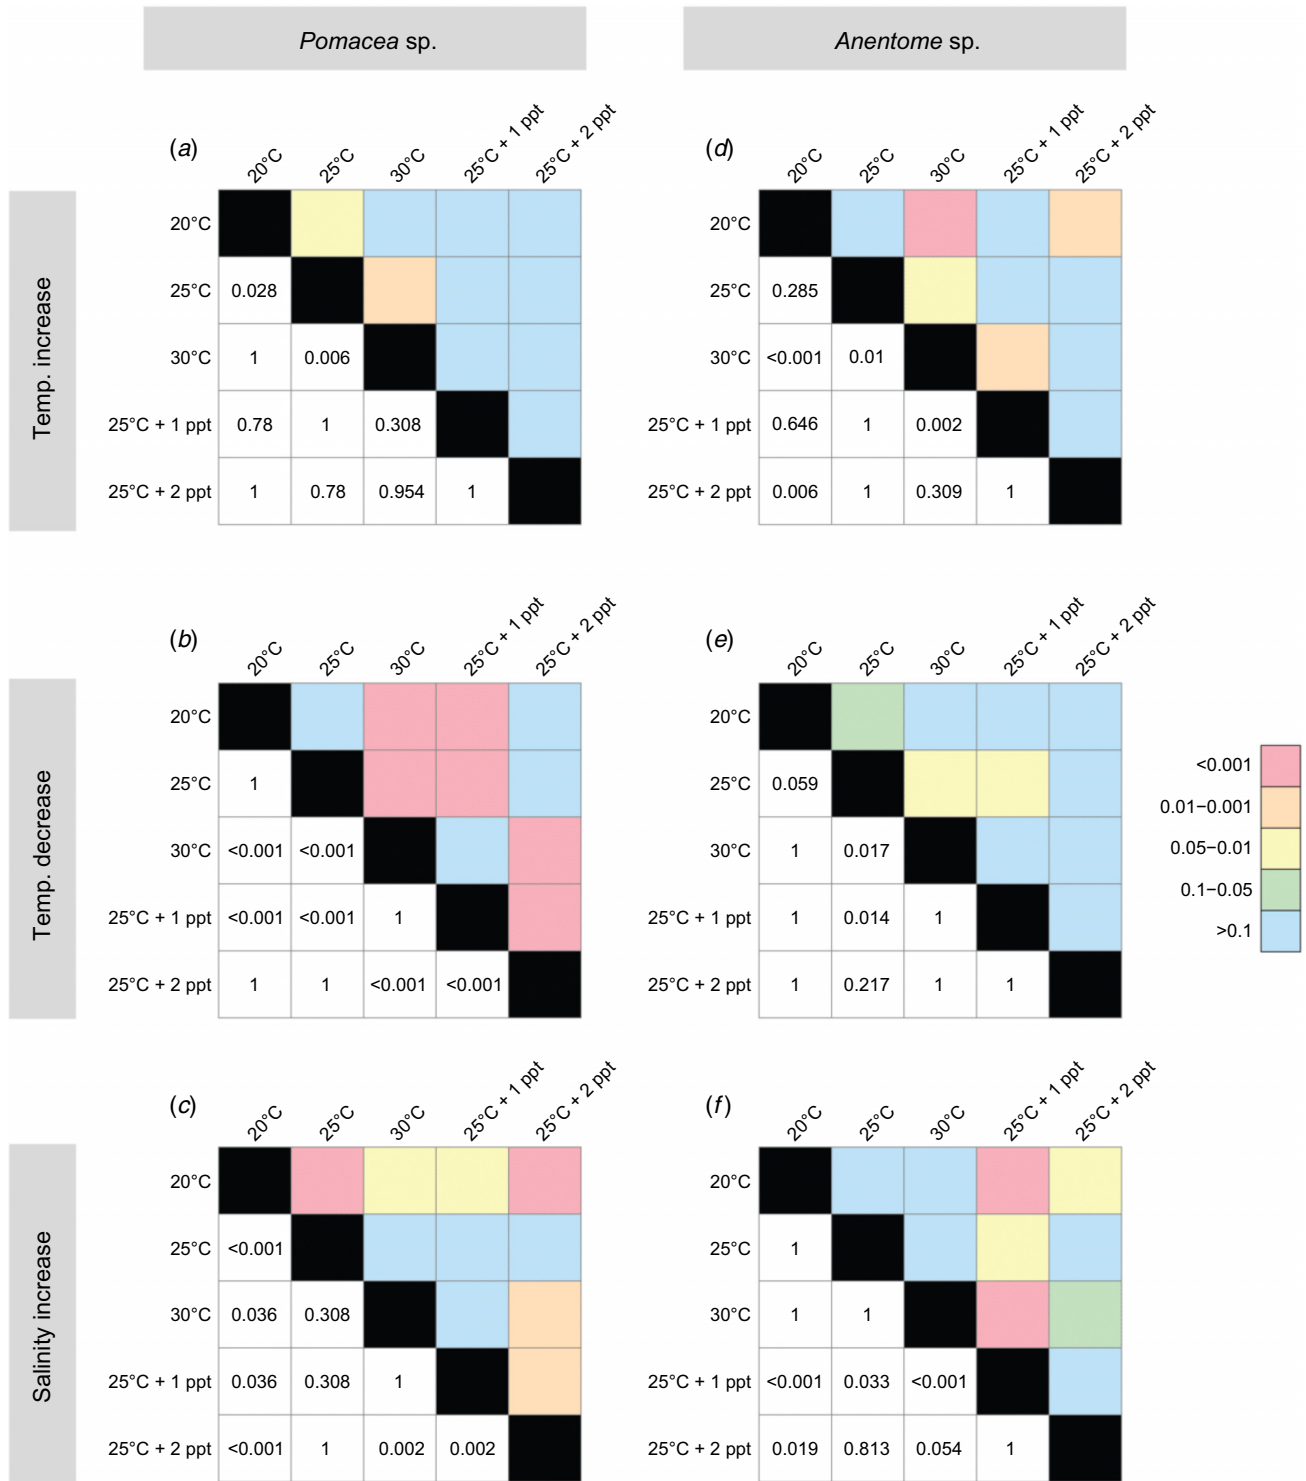 Pomacea sp.
Anentome sp.
Temp. increase
(a)
20°C 25°C 30°C 25°C + 1 ppt 25°C + 2 ppt
20°C
25°C 0.028
30°C 1 0.006
25°C + 1 ppt 0.78 1 0.308
25°C + 2 ppt 1 0.78 0.954 1
(d)
20°C 25°C 30°C 25°C + 1 ppt 25°C + 2 ppt
20°C
25°C 0.285
30°C <0.001 0.01
25°C + 1 ppt 0.646 1 0.002
25°C + 2 ppt 0.006 1 0.309 1
Temp. decrease
(b)
20°C 25°C 30°C 25°C + 1 ppt 25°C + 2 ppt
20°C
25°C 1
30°C <0.001 <0.001
25°C + 1 ppt <0.001 <0.001 1
25°C + 2 ppt 1 1 <0.001 <0.001
(e)
20°C 25°C 30°C 25°C + 1 ppt 25°C + 2 ppt
20°C
25°C 0.059
30°C 1 0.017
25°C + 1 ppt 1 0.014 1
25°C + 2 ppt 1 0.217 1 1
<0.001
0.01−0.001
0.05−0.01
0.1−0.05
>0.1
Salinity increase
(c)
20°C 25°C 30°C 25°C + 1 ppt 25°C + 2 ppt
20°C
25°C <0.001
30°C 0.036 0.308
25°C + 1 ppt 0.036 0.308 1
25°C + 2 ppt <0.001 1 0.002 0.002
(f)
20°C 25°C 30°C 25°C + 1 ppt 25°C + 2 ppt
20°C
25°C 1
30°C 1 1
25°C + 1 ppt <0.001 0.033 <0.001
25°C + 2 ppt 0.019 0.813 0.054 1